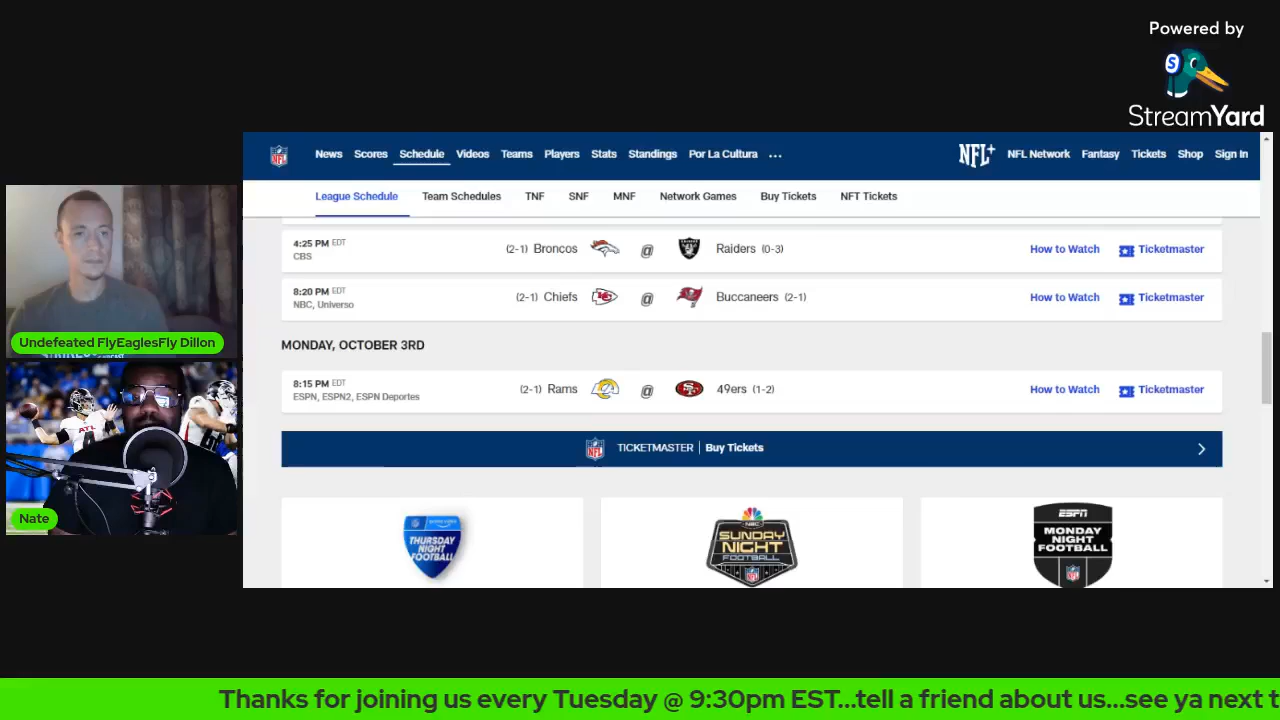 Powered by
StreamYard
News Scores Schedule Videos Teams Players Stats Standings Por La Cultura ...
NFL+ NFL Network Fantasy Tickets Shop Sign In
League Schedule Team Schedules TNF SNF MNF Network Games Buy Tickets NFT Tickets
4:25 PM EDT
CBS
(2-1) Broncos @ Raiders (0-3)
How to Watch Ticketmaster
8:20 PM EDT
NBC, Universo
(2-1) Chiefs @ Buccaneers (2-1)
How to Watch Ticketmaster
MONDAY, OCTOBER 3RD
8:15 PM EDT
ESPN, ESPN2, ESPN Deportes
(2-1) Rams @ 49ers (1-2)
How to Watch Ticketmaster
NFL TICKETMASTER | Buy Tickets
THURSDAY
NIGHT
FOOTBALL
NBC
SUNDAY
NIGHT
FOOTBALL
NFL
ESPN
MONDAY
NIGHT
FOOTBALL
NFL
Undefeated FlyEaglesFly Dillon
ATL
Nate
Thanks for joining us every Tuesday @ 9:30pm EST...tell a friend about us...see ya next t